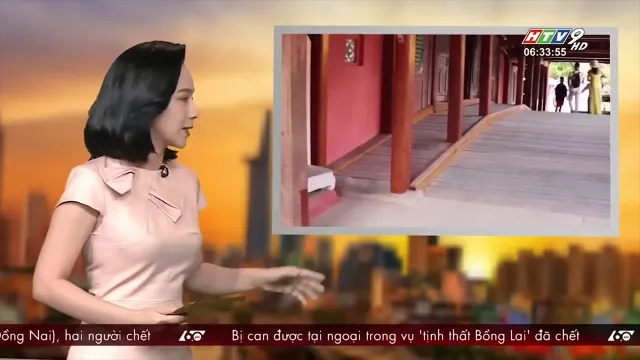 HTV9 HD
06:33:55
Đồng Nai), hai người chết 60 Bị can được tại ngoại trong vụ 'tịnh thất Bồng Lai' đã chết